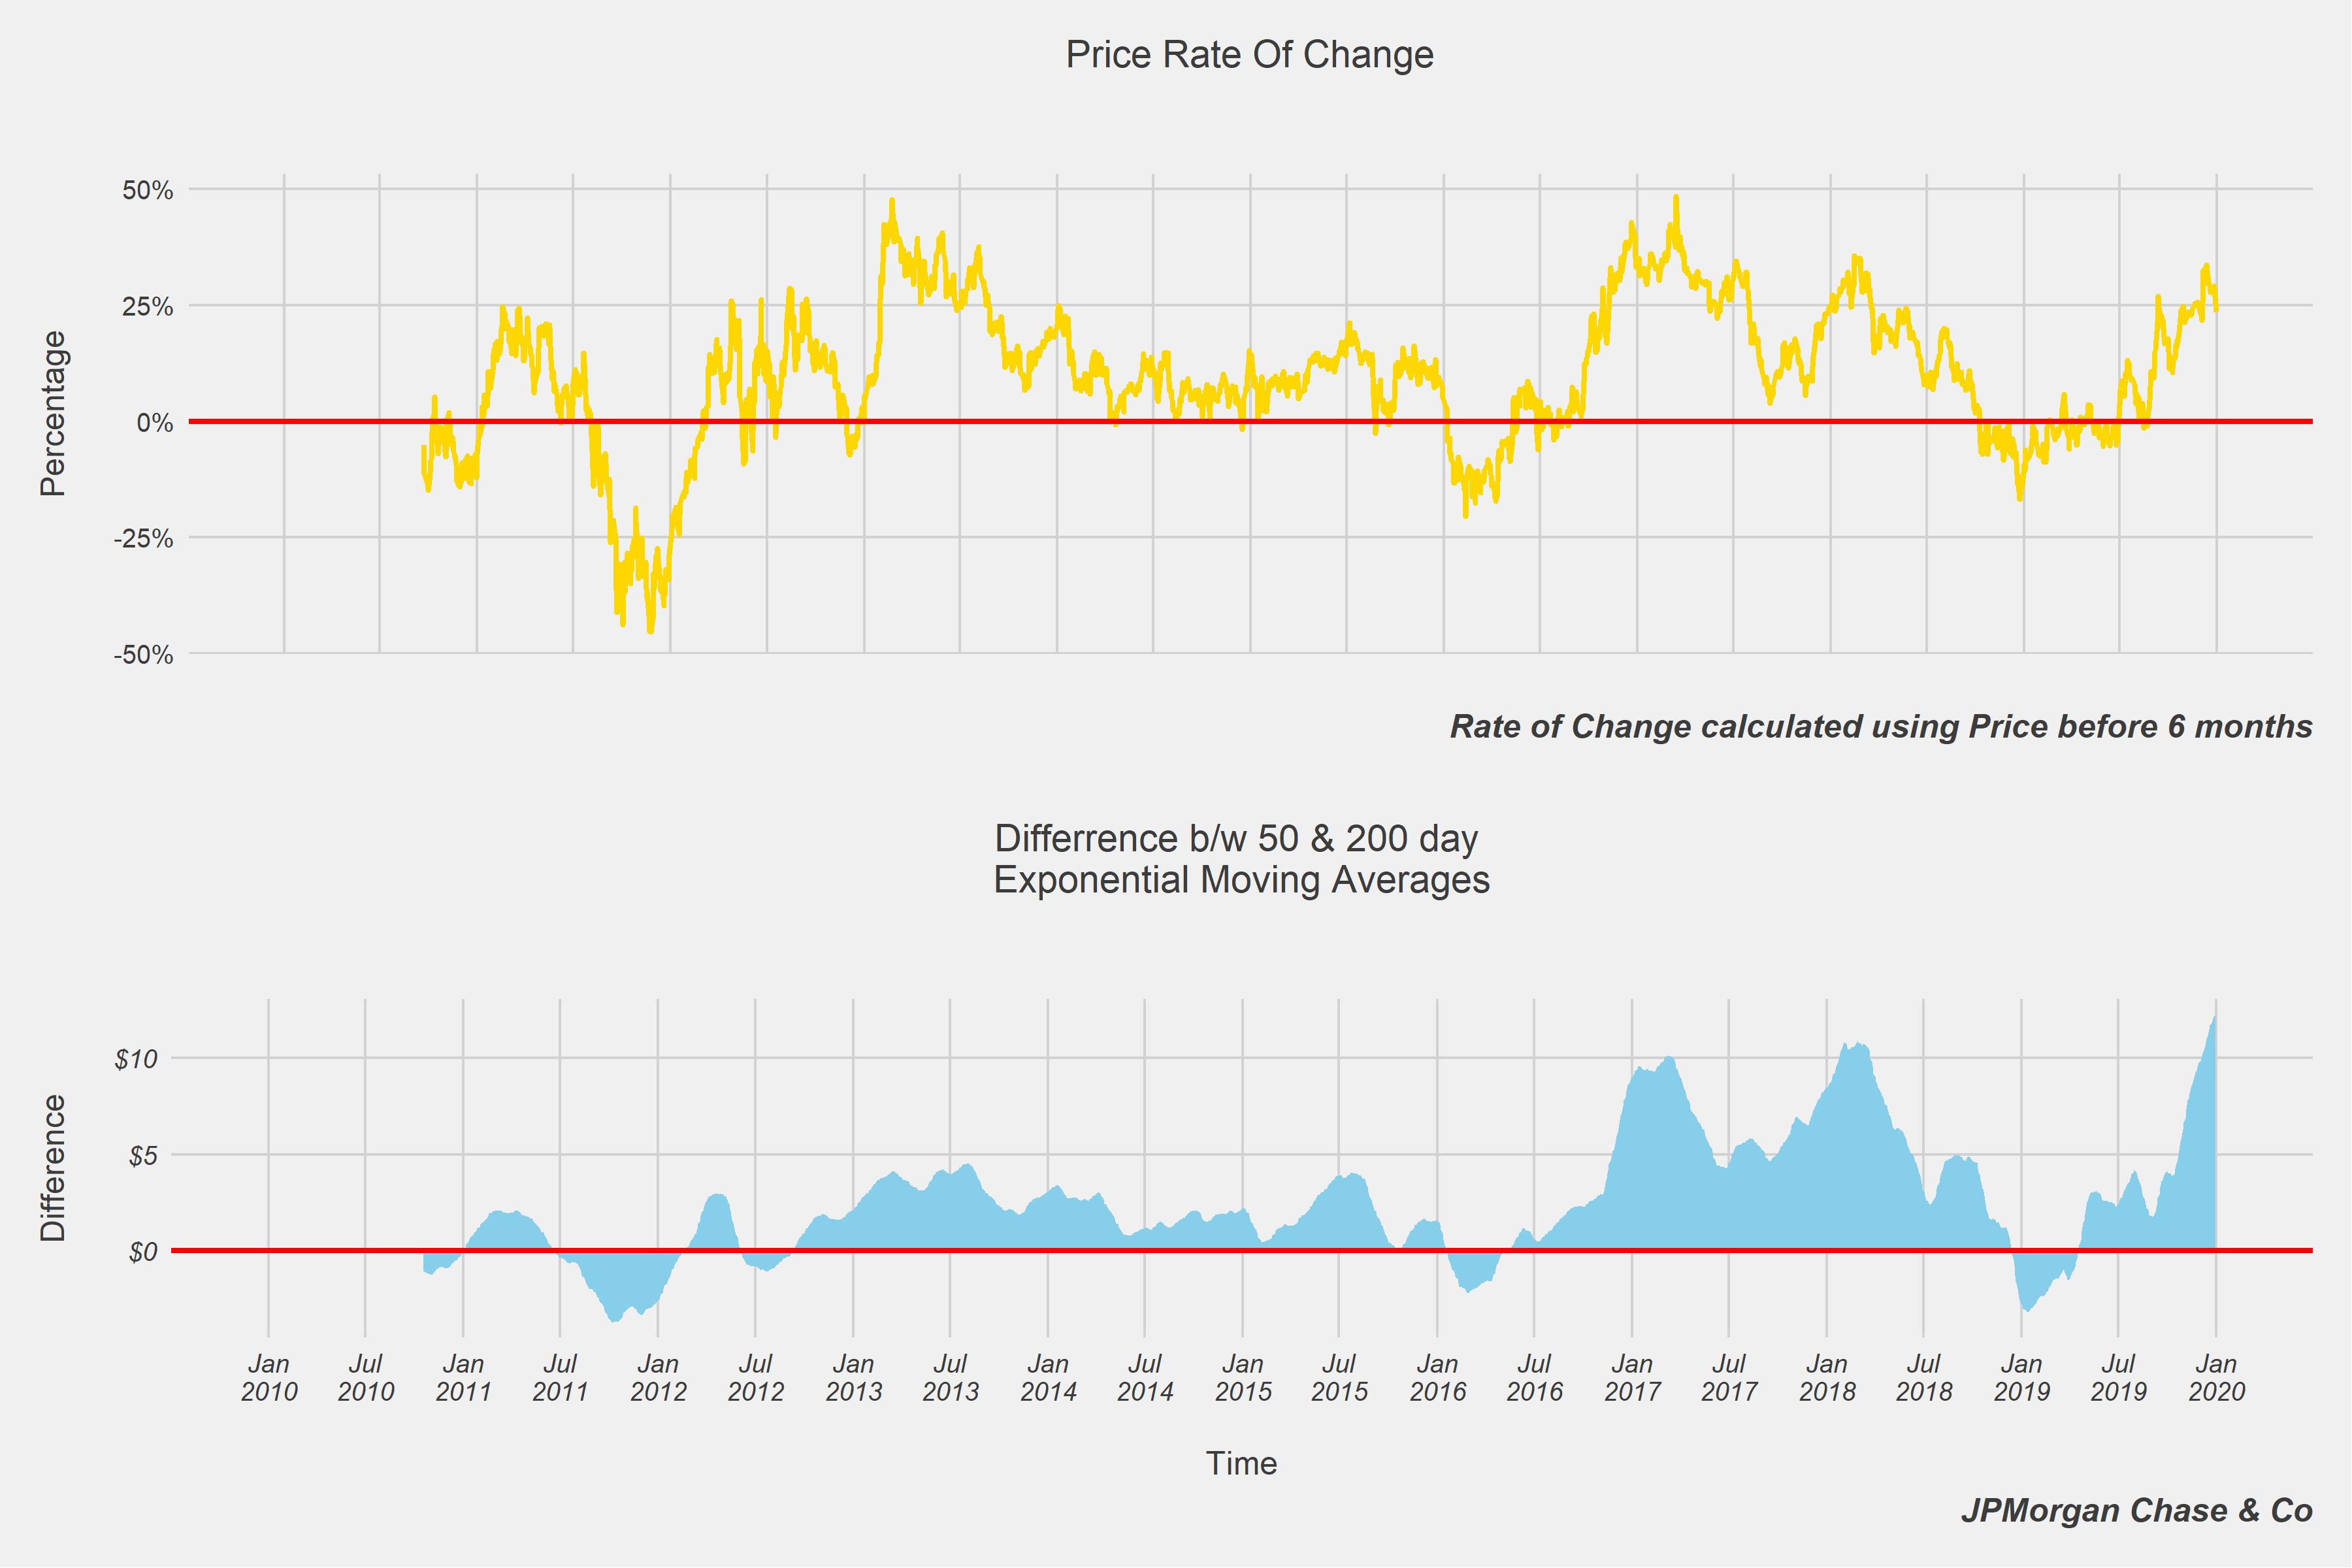 Price Rate Of Change
50%
25%
0%
-25%
-50%
Percentage
Rate of Change calculated using Price before 6 months
Differrence b/w 50 & 200 day
Exponential Moving Averages
$10
$5
$0
Difference
Jan Jul Jan Jul Jan Jul Jan Jul Jan Jul Jan Jul Jan Jul Jan Jul Jan Jul Jan Jul Jan
2010 2010 2011 2011 2012 2012 2013 2013 2014 2014 2015 2015 2016 2016 2017 2017 2018 2018 2019 2019 2020
Time
JPMorgan Chase & Co